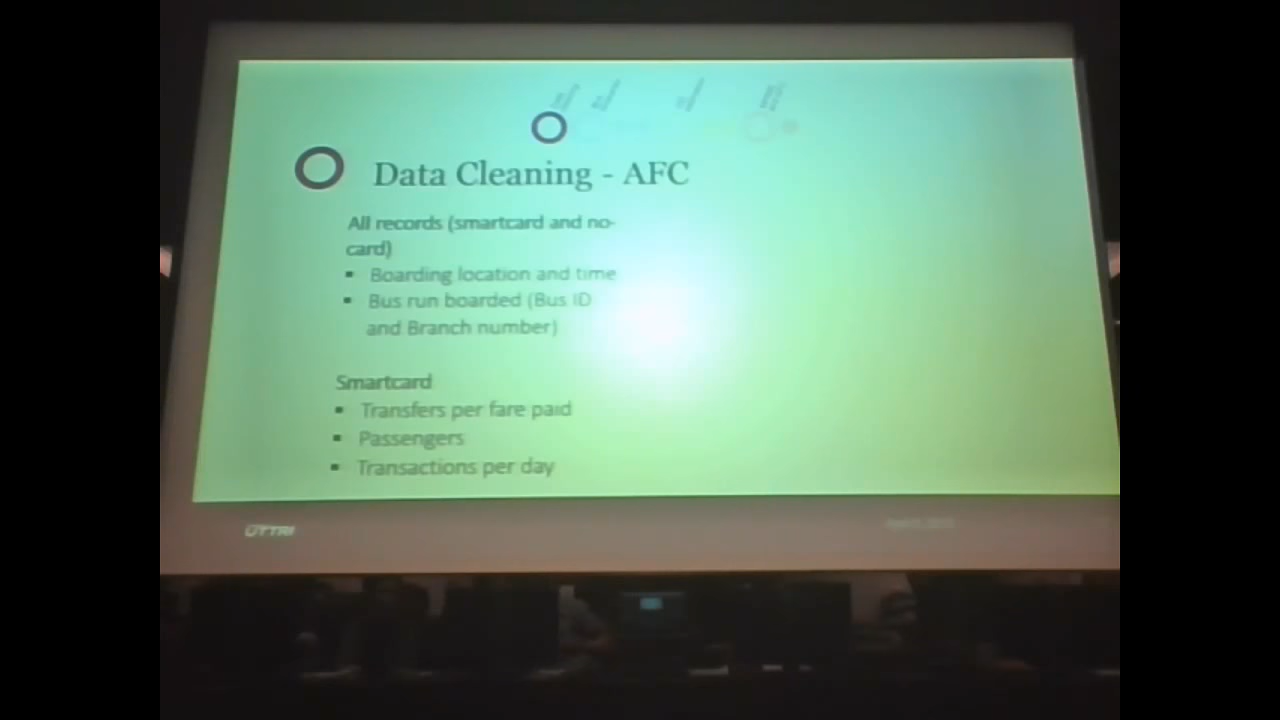 Data Cleaning - AFC
All records (smartcard and no-
card)
▪ Boarding location and time
▪ Bus run boarded (Bus ID
and Branch number)
Smartcard
▪ Transfers per fare paid
▪ Passengers
▪ Transactions per day
UTTRI